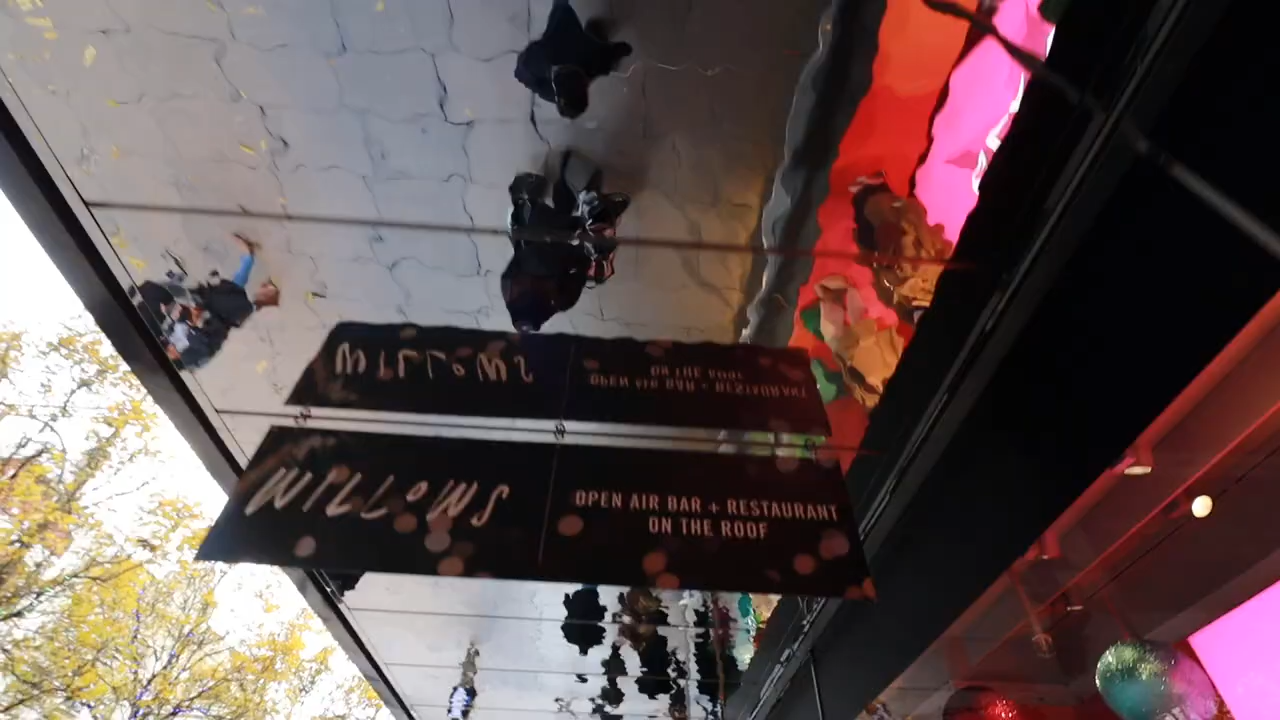 WILLOWS
OPEN AIR BAR + RESTAURANT
ON THE ROOF